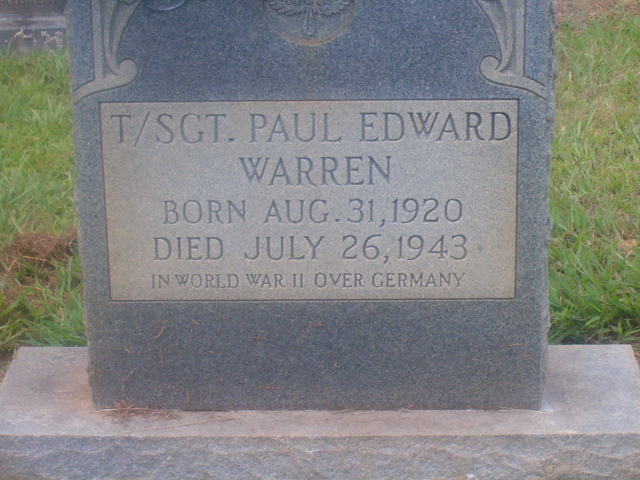 T/SGT. PAUL EDWARD
WARREN
BORN AUG. 31, 1920
DIED JULY 26, 1943
IN WORLD WAR II OVER GERMANY